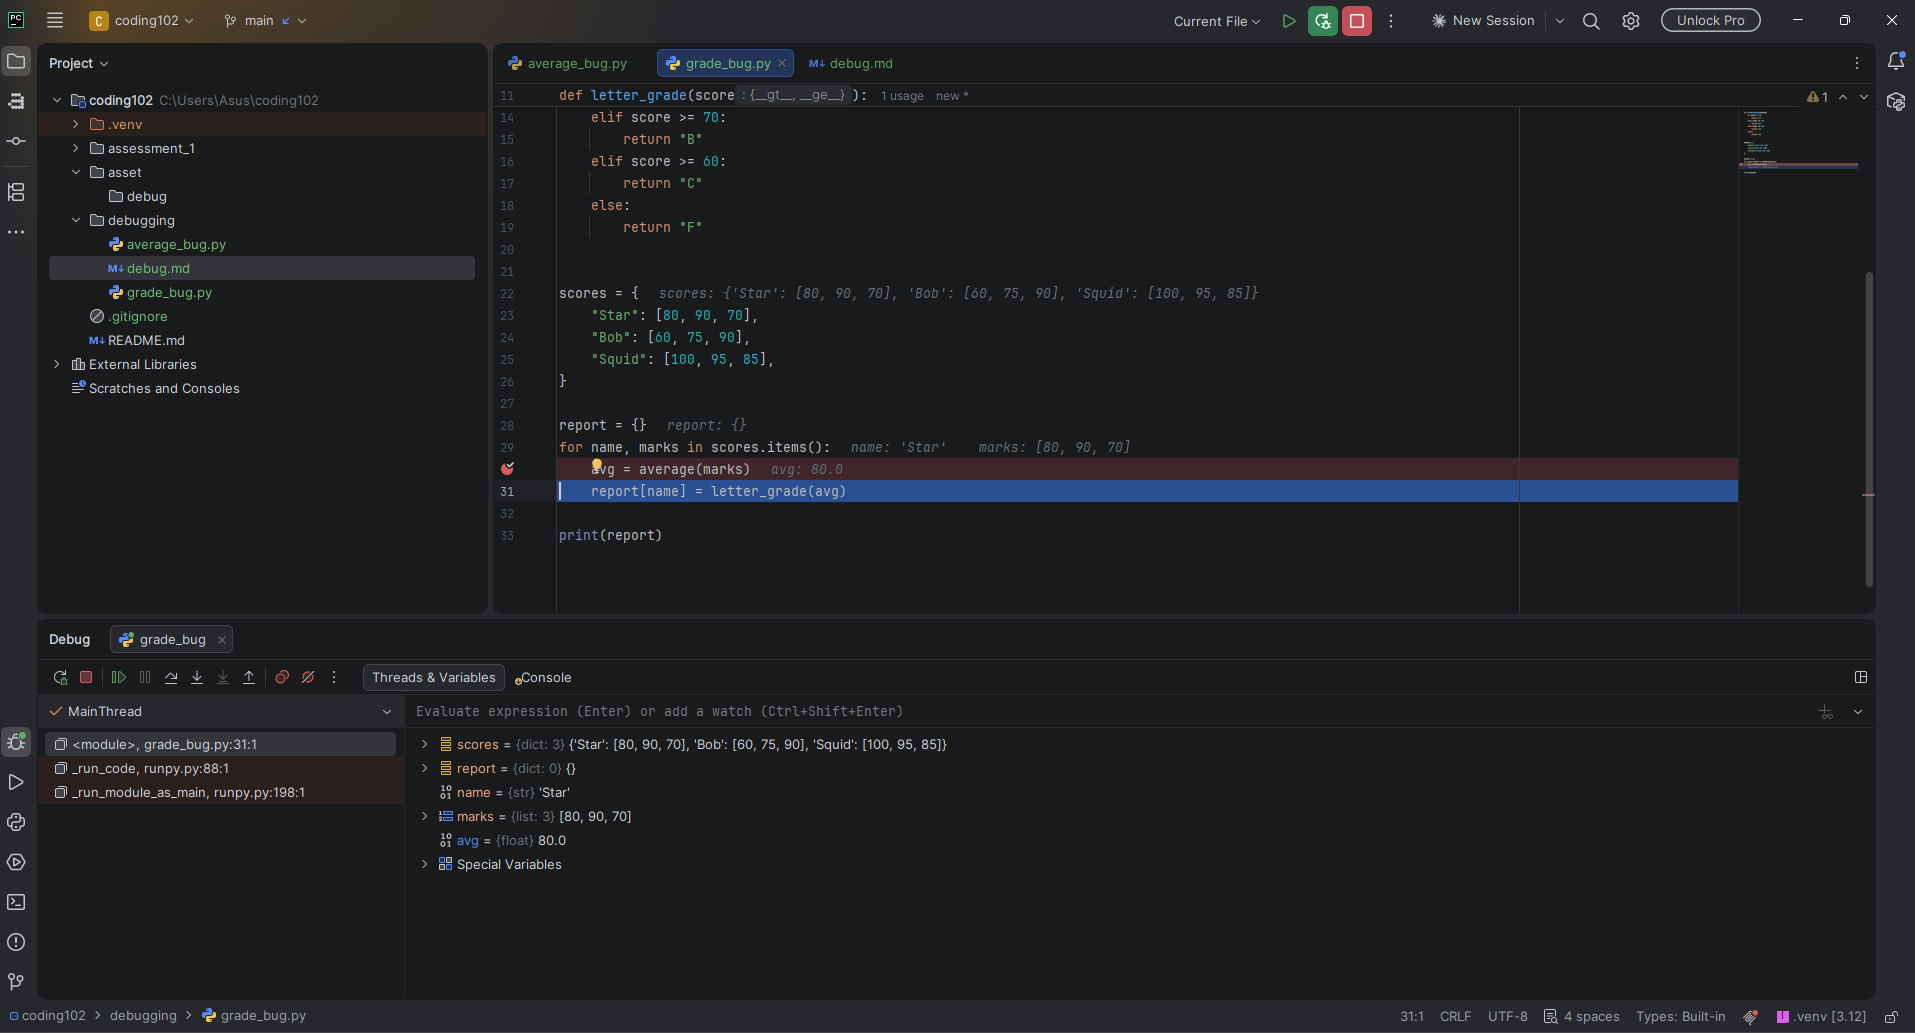 PC
C coding102
main
Current File
New Session
Unlock Pro
Project
coding102 C:\Users\Asus\coding102
.venv
assessment_1
asset
debug
debugging
average_bug.py
M↓ debug.md
grade_bug.py
.gitignore
M↓ README.md
External Libraries
Scratches and Consoles
average_bug.py
grade_bug.py
M↓ debug.md
11 def letter_grade(score : {__gt__, __ge__} ): 1 usage new *
1
14 elif score >= 70:
15 return "B"
16 elif score >= 60:
17 return "C"
18 else:
19 return "F"
20
21
22 scores = { scores: {'Star': [80, 90, 70], 'Bob': [60, 75, 90], 'Squid': [100, 95, 85]}
23 "Star": [80, 90, 70],
24 "Bob": [60, 75, 90],
25 "Squid": [100, 95, 85],
26 }
27
28 report = {} report: {}
29 for name, marks in scores.items(): name: 'Star' marks: [80, 90, 70]
avg = average(marks) avg: 80.0
31 report[name] = letter_grade(avg)
32
33 print(report)
Debug
grade_bug
Threads & Variables
Console
MainThread
<module>, grade_bug.py:31:1
_run_code, runpy.py:88:1
_run_module_as_main, runpy.py:198:1
Evaluate expression (Enter) or add a watch (Ctrl+Shift+Enter)
scores = {dict: 3} {'Star': [80, 90, 70], 'Bob': [60, 75, 90], 'Squid': [100, 95, 85]}
report = {dict: 0} {}
name = {str} 'Star'
marks = {list: 3} [80, 90, 70]
avg = {float} 80.0
Special Variables
coding102 > debugging > grade_bug.py
31:1 CRLF UTF-8 4 spaces Types: Built-in .venv [3.12]